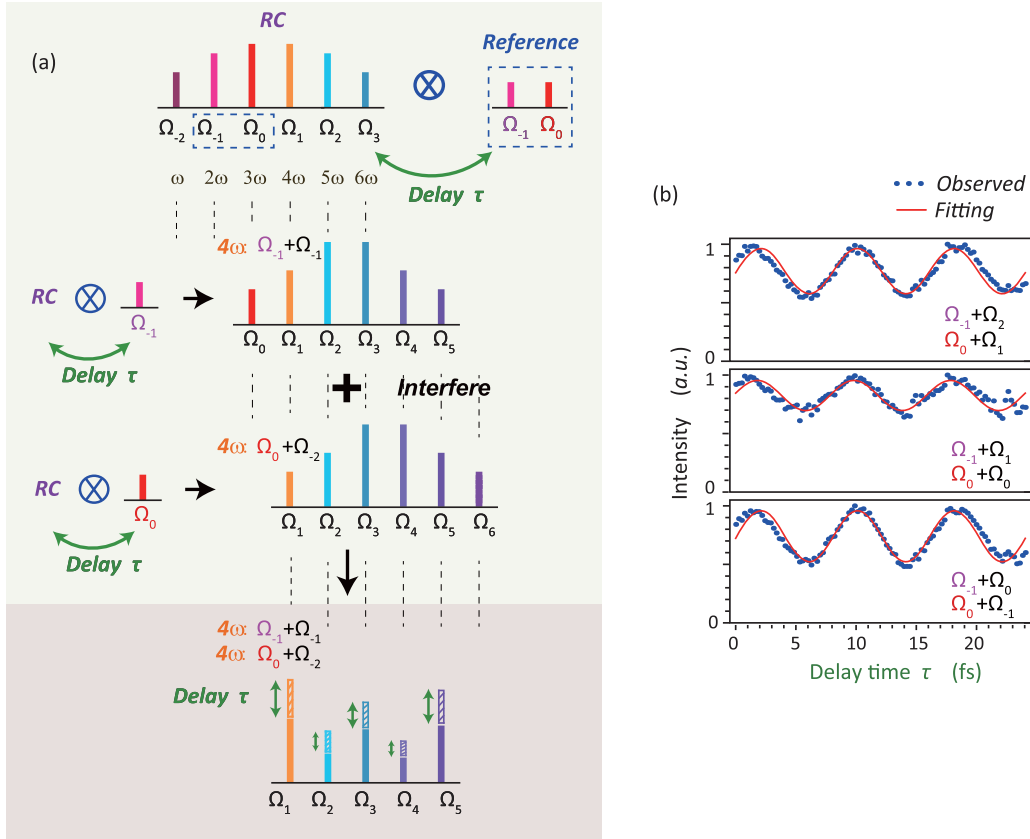 (a)
RC
Reference
Ω-2 Ω-1 Ω0 Ω1 Ω2 Ω3
Ω-1 Ω0
Delay τ
ω 2ω 3ω 4ω 5ω 6ω
4ω: Ω-1+Ω-1
RC
Ω-1
Delay τ
Ω0 Ω1 Ω2 Ω3 Ω4 Ω5
+ Interfere
4ω: Ω0+Ω-2
RC
Ω0
Delay τ
Ω1 Ω2 Ω3 Ω4 Ω5 Ω6
4ω: Ω-1+Ω-1
4ω: Ω0+Ω-2
Delay τ
Ω1 Ω2 Ω3 Ω4 Ω5
(b)
Observed
Fitting
1
Ω-1+Ω2
Ω0+Ω1
0
1
Ω-1+Ω1
Ω0+Ω0
0
1
Ω-1+Ω0
Ω0+Ω-1
0
Intensity (a.u.)
0 5 10 15 20
Delay time τ (fs)